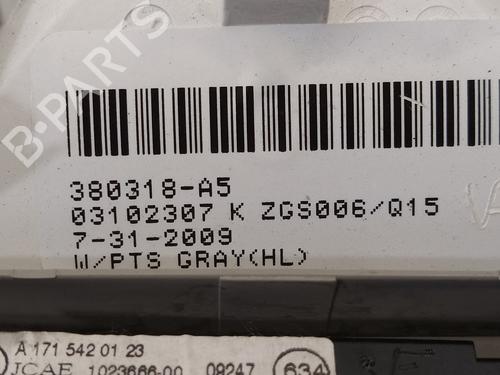 B-PARTS
380318-A5
03102307 K ZGS006/Q15
7-31-2009
W/PTS GRAY(HL)
A 171 542 01 23
JCAE 1023666-00 09247 634